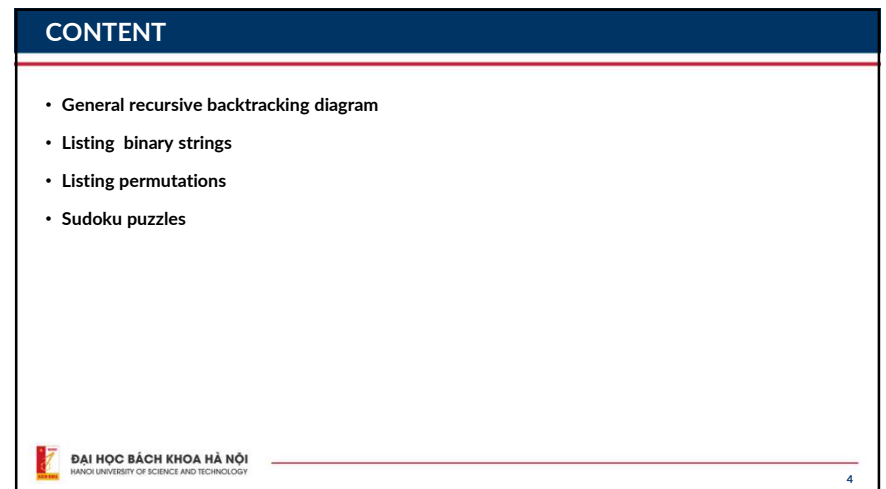 CONTENT
• General recursive backtracking diagram
• Listing binary strings
• Listing permutations
• Sudoku puzzles
ĐẠI HỌC BÁCH KHOA HÀ NỘI
HANOI UNIVERSITY OF SCIENCE AND TECHNOLOGY
4